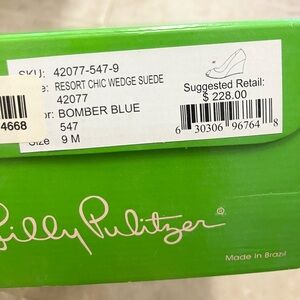 SKU: 42077-547-9
e: RESORT CHIC WEDGE SUEDE
42077
or: BOMBER BLUE
547
Size 9 M
4668
Suggested Retail:
$ 228.00
6 30306 96764 8
Lilly Pulitzer ®
Made in Brazil